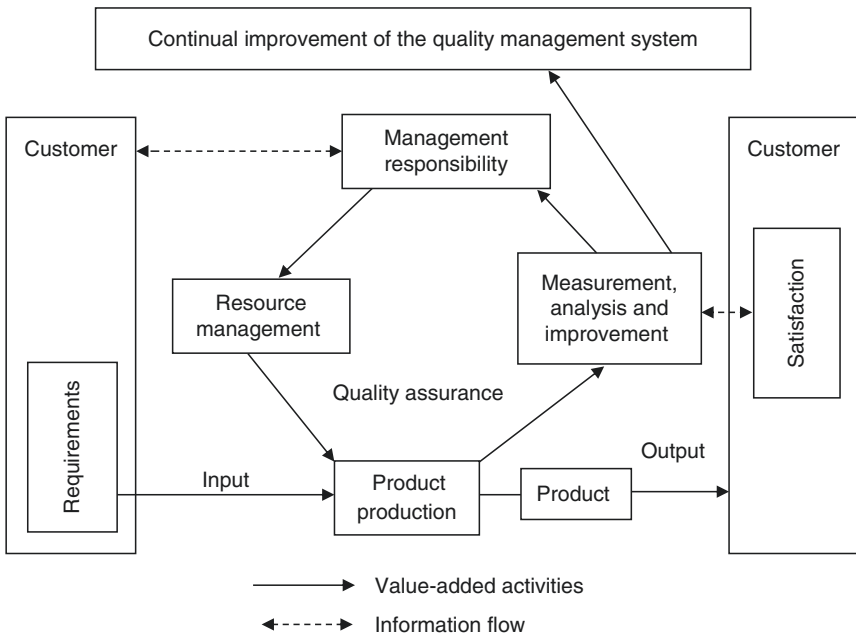 Continual improvement of the quality management system
Customer
Management
responsibility
Customer
Resource
management
Measurement,
analysis and
improvement
Satisfaction
Quality assurance
Requirements
Input
Product
production
Product
Output
Value-added activities
Information flow